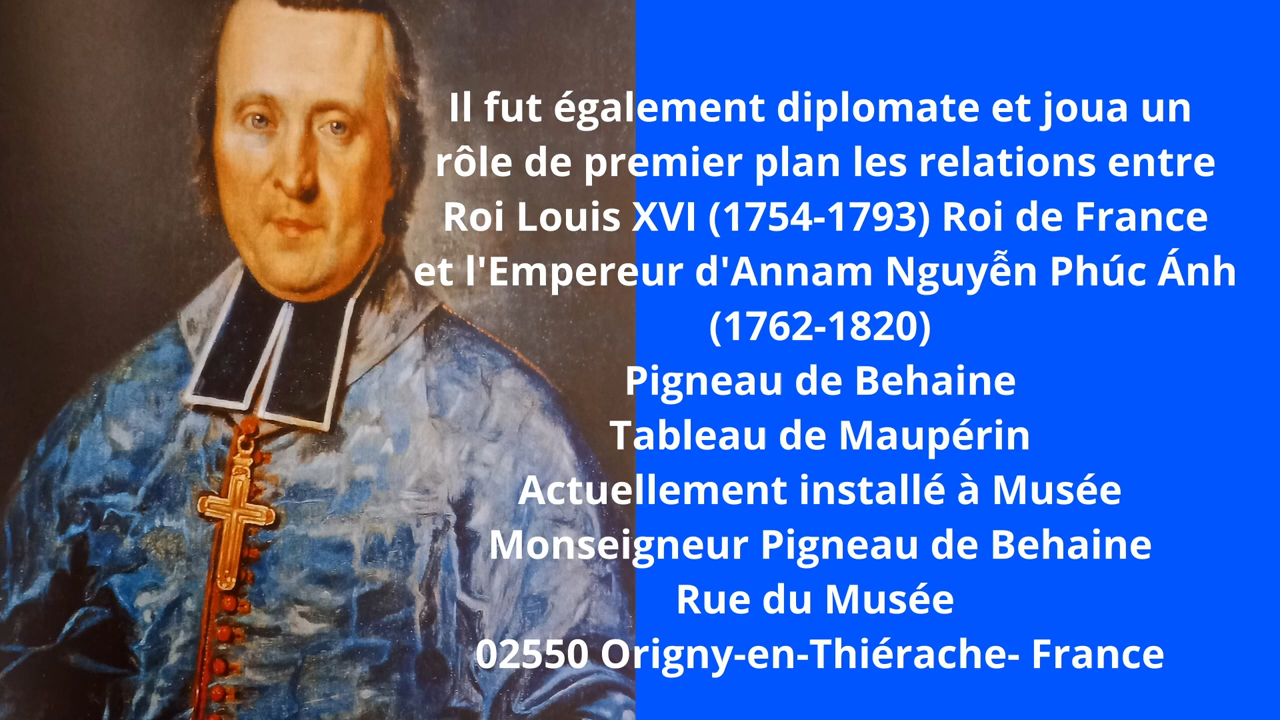 Il fut également diplomate et joua un
rôle de premier plan les relations entre
Roi Louis XVI (1754-1793) Roi de France
et l'Empereur d'Annam Nguyễn Phúc Ánh
(1762-1820)
Pigneau de Behaine
Tableau de Maupérin
Actuellement installé à Musée
Monseigneur Pigneau de Behaine
Rue du Musée
02550 Origny-en-Thiérache- France